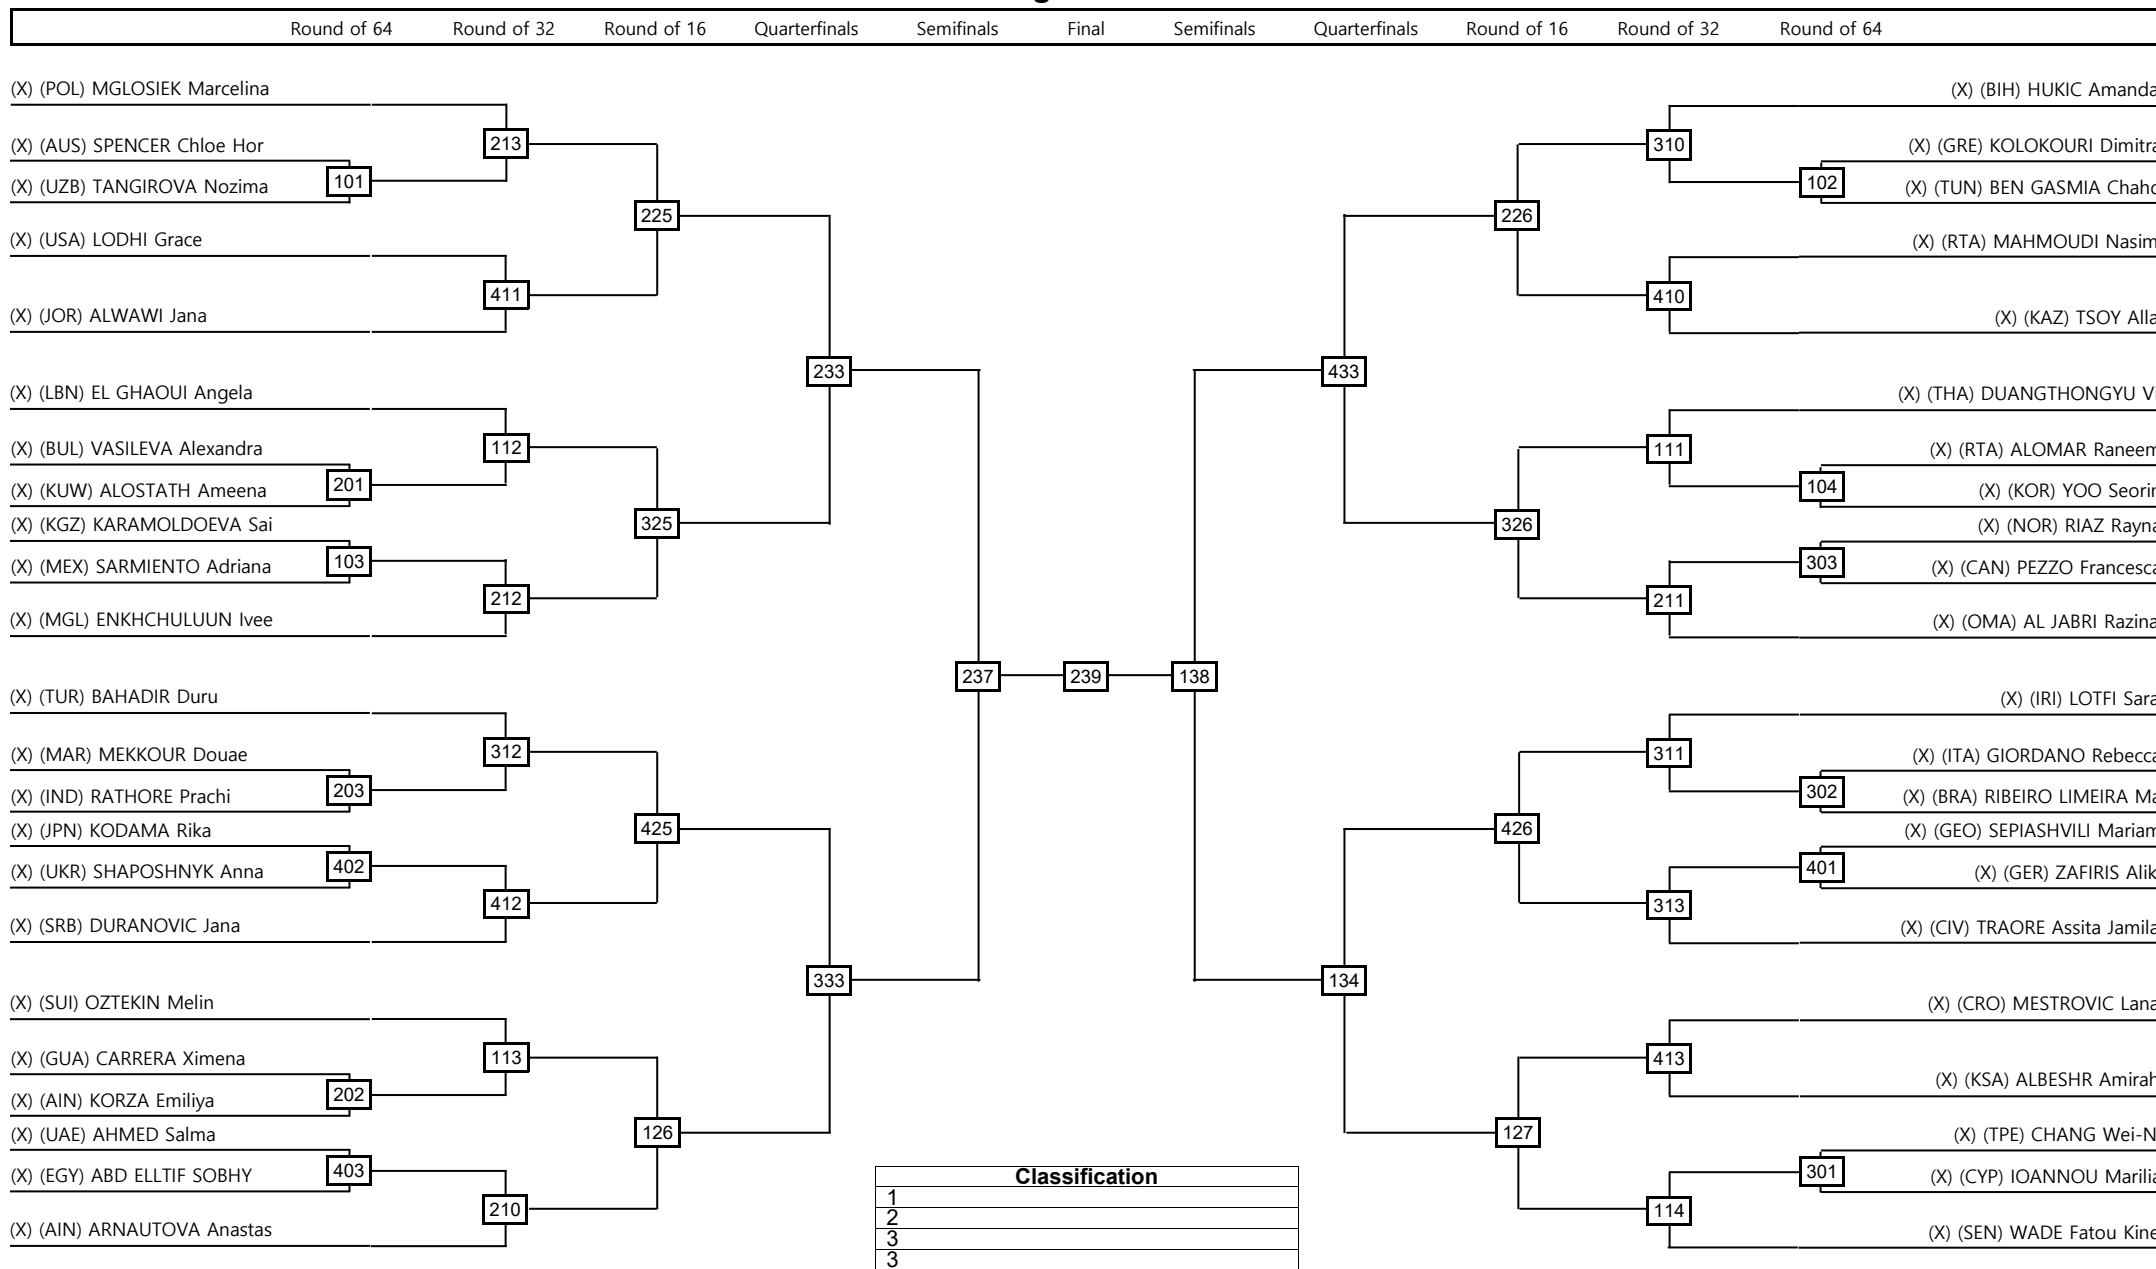 Round of 64 Round of 32 Round of 16 Quarterfinals Semifinals Final Semifinals Quarterfinals Round of 16 Round of 32 Round of 64
(X) (POL) MGLOSIEK Marcelina
(X) (AUS) SPENCER Chloe Hor
(X) (UZB) TANGIROVA Nozima
(X) (USA) LODHI Grace
(X) (JOR) ALWAWI Jana
(X) (LBN) EL GHAOUI Angela
(X) (BUL) VASILEVA Alexandra
(X) (KUW) ALOSTATH Ameena
(X) (KGZ) KARAMOLDOEVA Sai
(X) (MEX) SARMIENTO Adriana
(X) (MGL) ENKHCHULUUN Ivee
(X) (TUR) BAHADIR Duru
(X) (MAR) MEKKOUR Douae
(X) (IND) RATHORE Prachi
(X) (JPN) KODAMA Rika
(X) (UKR) SHAPOSHNYK Anna
(X) (SRB) DURANOVIC Jana
(X) (SUI) OZTEKIN Melin
(X) (GUA) CARRERA Ximena
(X) (AIN) KORZA Emiliya
(X) (UAE) AHMED Salma
(X) (EGY) ABD ELLTIF SOBHY
(X) (AIN) ARNAUTOVA Anastas
101
201
103
203
402
202
403
213
411
112
212
312
412
113
210
225
325
425
126
233
333
237
239
138
433
134
226
326
426
127
310
410
111
211
311
313
413
114
102
104
303
302
401
301
(X) (BIH) HUKIC Amanda
(X) (GRE) KOLOKOURI Dimitra
(X) (TUN) BEN GASMIA Chaho
(X) (RTA) MAHMOUDI Nasim
(X) (KAZ) TSOY Alla
(X) (THA) DUANGTHONGYU Vi
(X) (RTA) ALOMAR Raneem
(X) (KOR) YOO Seorin
(X) (NOR) RIAZ Rayna
(X) (CAN) PEZZO Francesca
(X) (OMA) AL JABRI Razina
(X) (IRI) LOTFI Sara
(X) (ITA) GIORDANO Rebecca
(X) (BRA) RIBEIRO LIMEIRA Ma
(X) (GEO) SEPIASHVILI Mariam
(X) (GER) ZAFIRIS Alik
(X) (CIV) TRAORE Assita Jamila
(X) (CRO) MESTROVIC Lana
(X) (KSA) ALBESHR Amirah
(X) (TPE) CHANG Wei-N
(X) (CYP) IOANNOU Marilia
(X) (SEN) WADE Fatou Kine
Classification
1
2
3
3